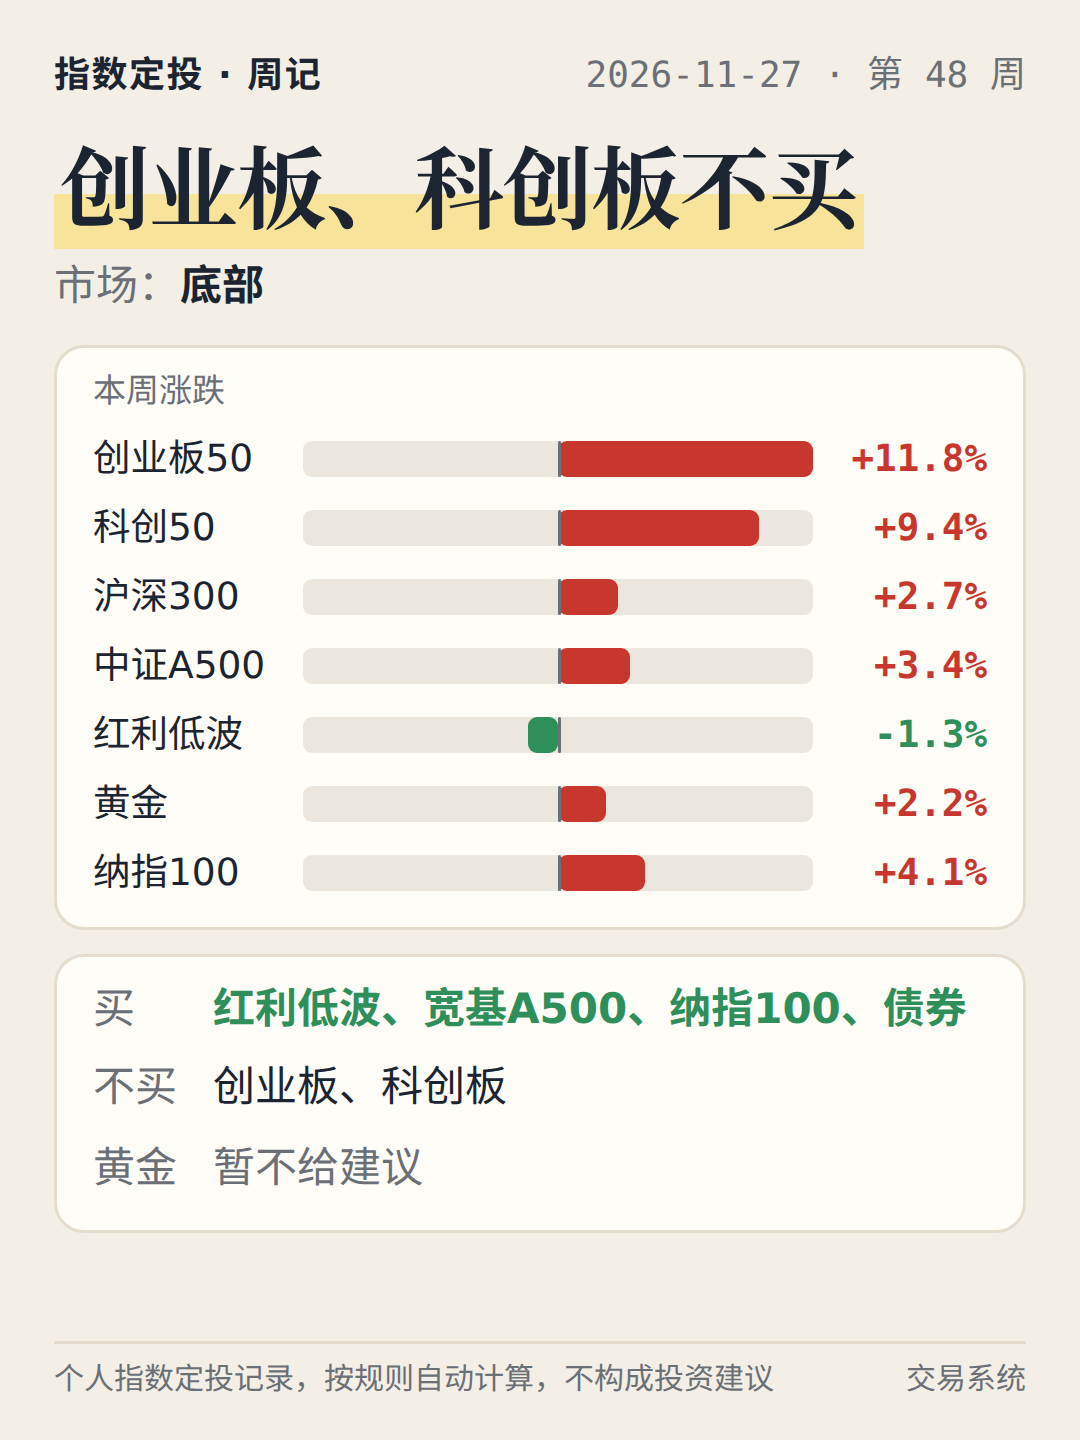 指数定投 · 周记
2026-11-27 · 第 48 周
创业板、科创板不买
市场：底部
本周涨跌
创业板50 +11.8%
科创50 +9.4%
沪深300 +2.7%
中证A500 +3.4%
红利低波 -1.3%
黄金 +2.2%
纳指100 +4.1%
买 红利低波、宽基A500、纳指100、债券
不买 创业板、科创板
黄金 暂不给建议
个人指数定投记录，按规则自动计算，不构成投资建议
交易系统